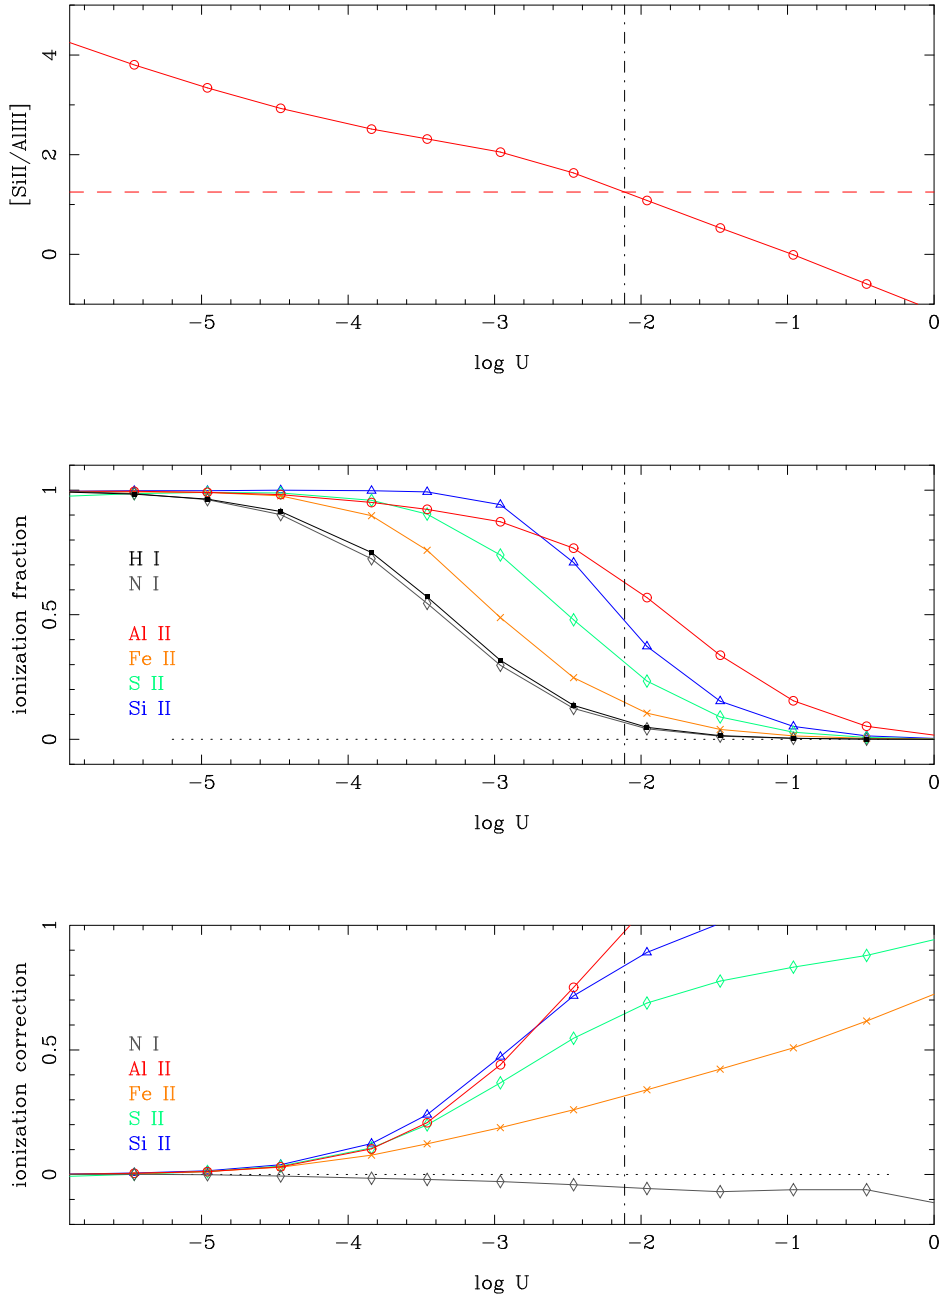 4
2
0
[SiII/AlIII]
−5 −4 −3 −2 −1 0
log U
1
0.5
0
ionization fraction
H I
N I
Al II
Fe II
S II
Si II
−5 −4 −3 −2 −1 0
log U
1
0.5
0
ionization correction
N I
Al II
Fe II
S II
Si II
−5 −4 −3 −2 −1 0
log U